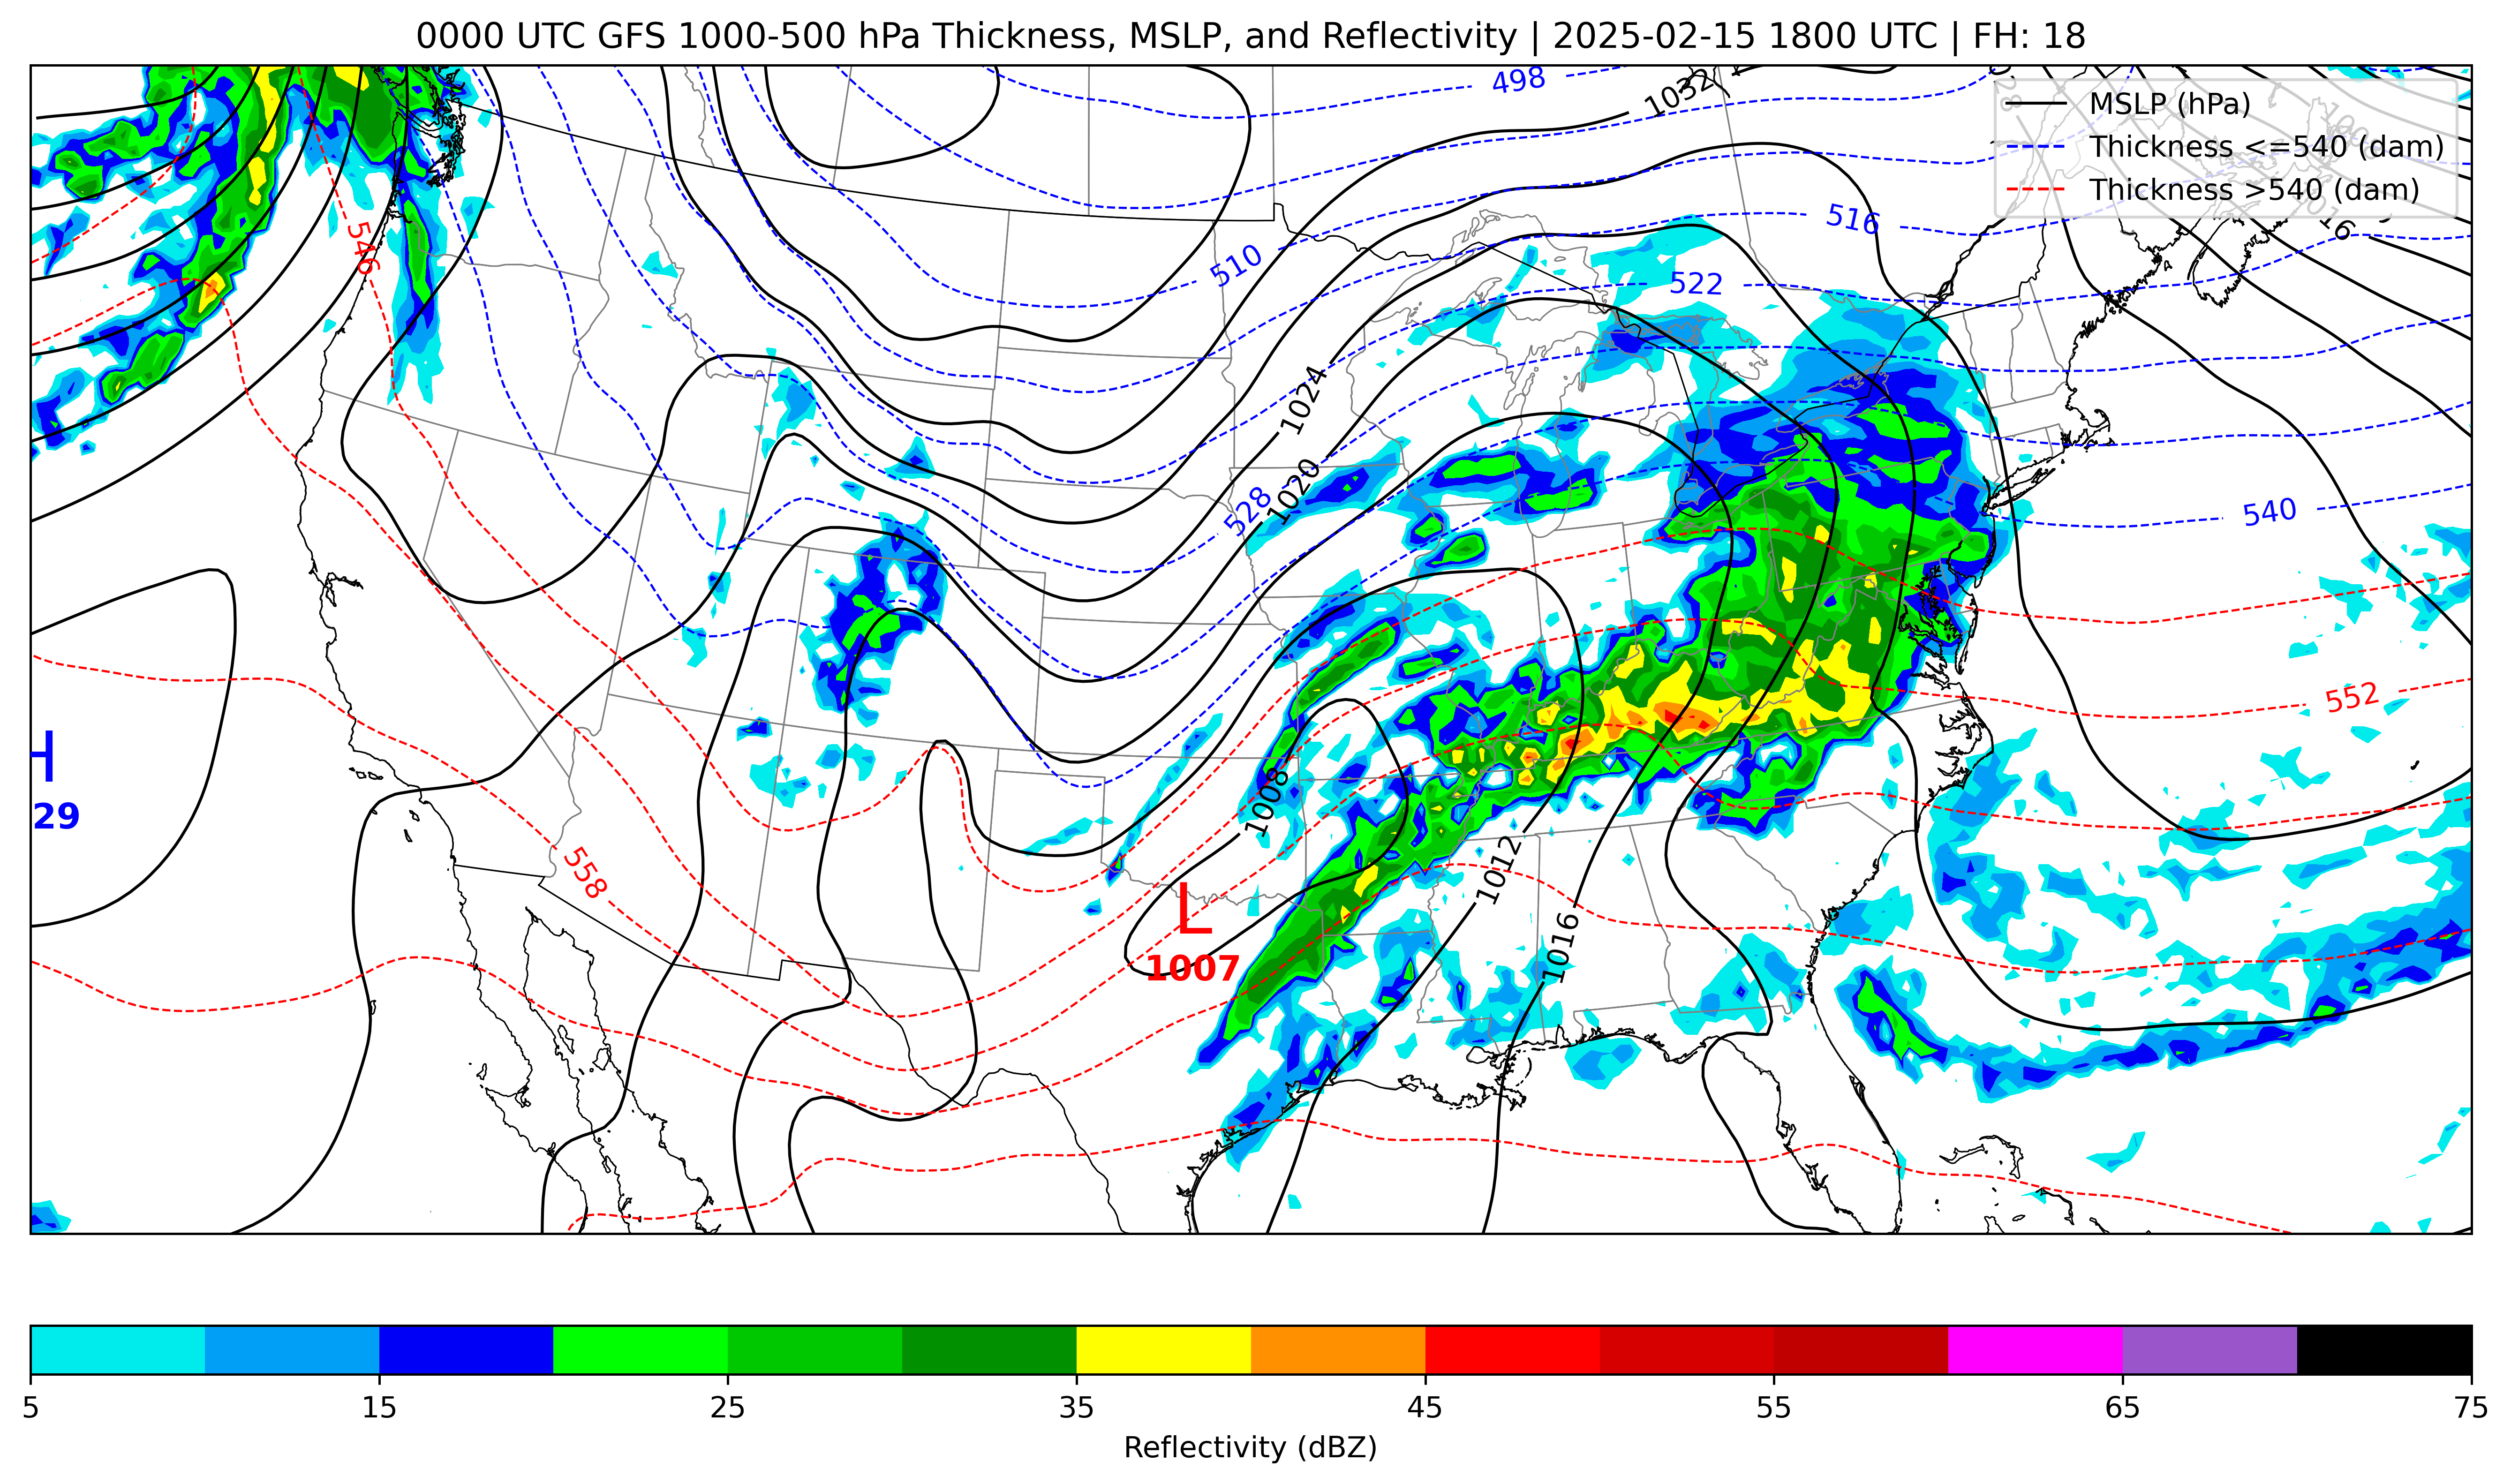 0000 UTC GFS 1000-500 hPa Thickness, MSLP, and Reflectivity | 2025-02-15 1800 UTC | FH: 18
MSLP (hPa)
Thickness <=540 (dam)
Thickness >540 (dam)
498
1032
1016
516
546
510
522
1024
1020
528
540
552
1008
H
29
558
1012
L
1007
1016
5 15 25 35 45 55 65 75
Reflectivity (dBZ)